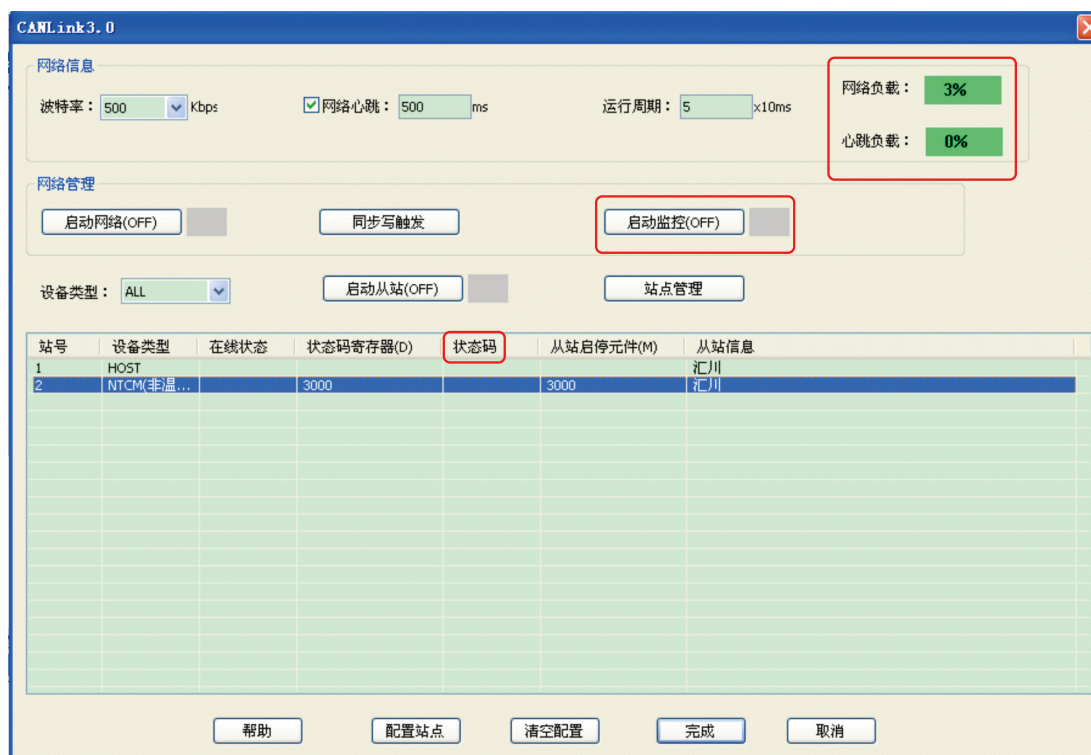 CANLink3.0
网络信息
波特率： 500 Kbps 网络心跳： 500 ms 运行周期： 5 x10ms 网络负载： 3%
心跳负载： 0%
网络管理
启动网络(OFF) 同步写触发 启动监控(OFF)
设备类型： ALL 启动从站(OFF) 站点管理
站号 设备类型 在线状态 状态码寄存器(D) 状态码 从站启停元件(M) 从站信息
1 HOST 汇川
2 NTCM(非温... 3000 3000 汇川
帮助 配置站点 清空配置 完成 取消